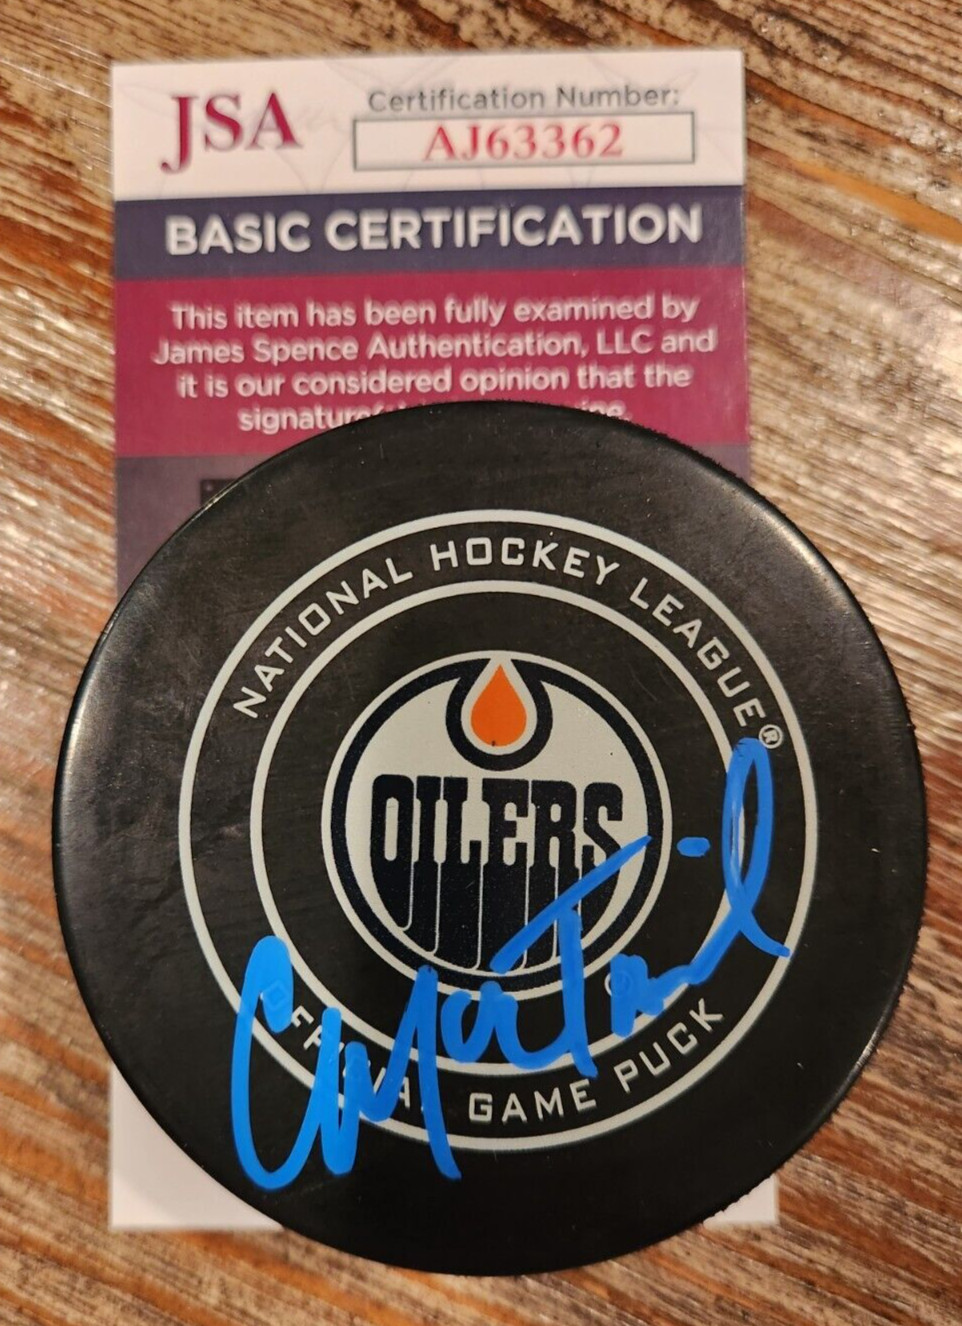 JSA
Certification Number:
AJ63362
BASIC CERTIFICATION
This item has been fully examined by
James Spence Authentication, LLC and
it is our considered opinion that the
NATIONAL HOCKEY LEAGUE®
OILERS
GAME PUCK